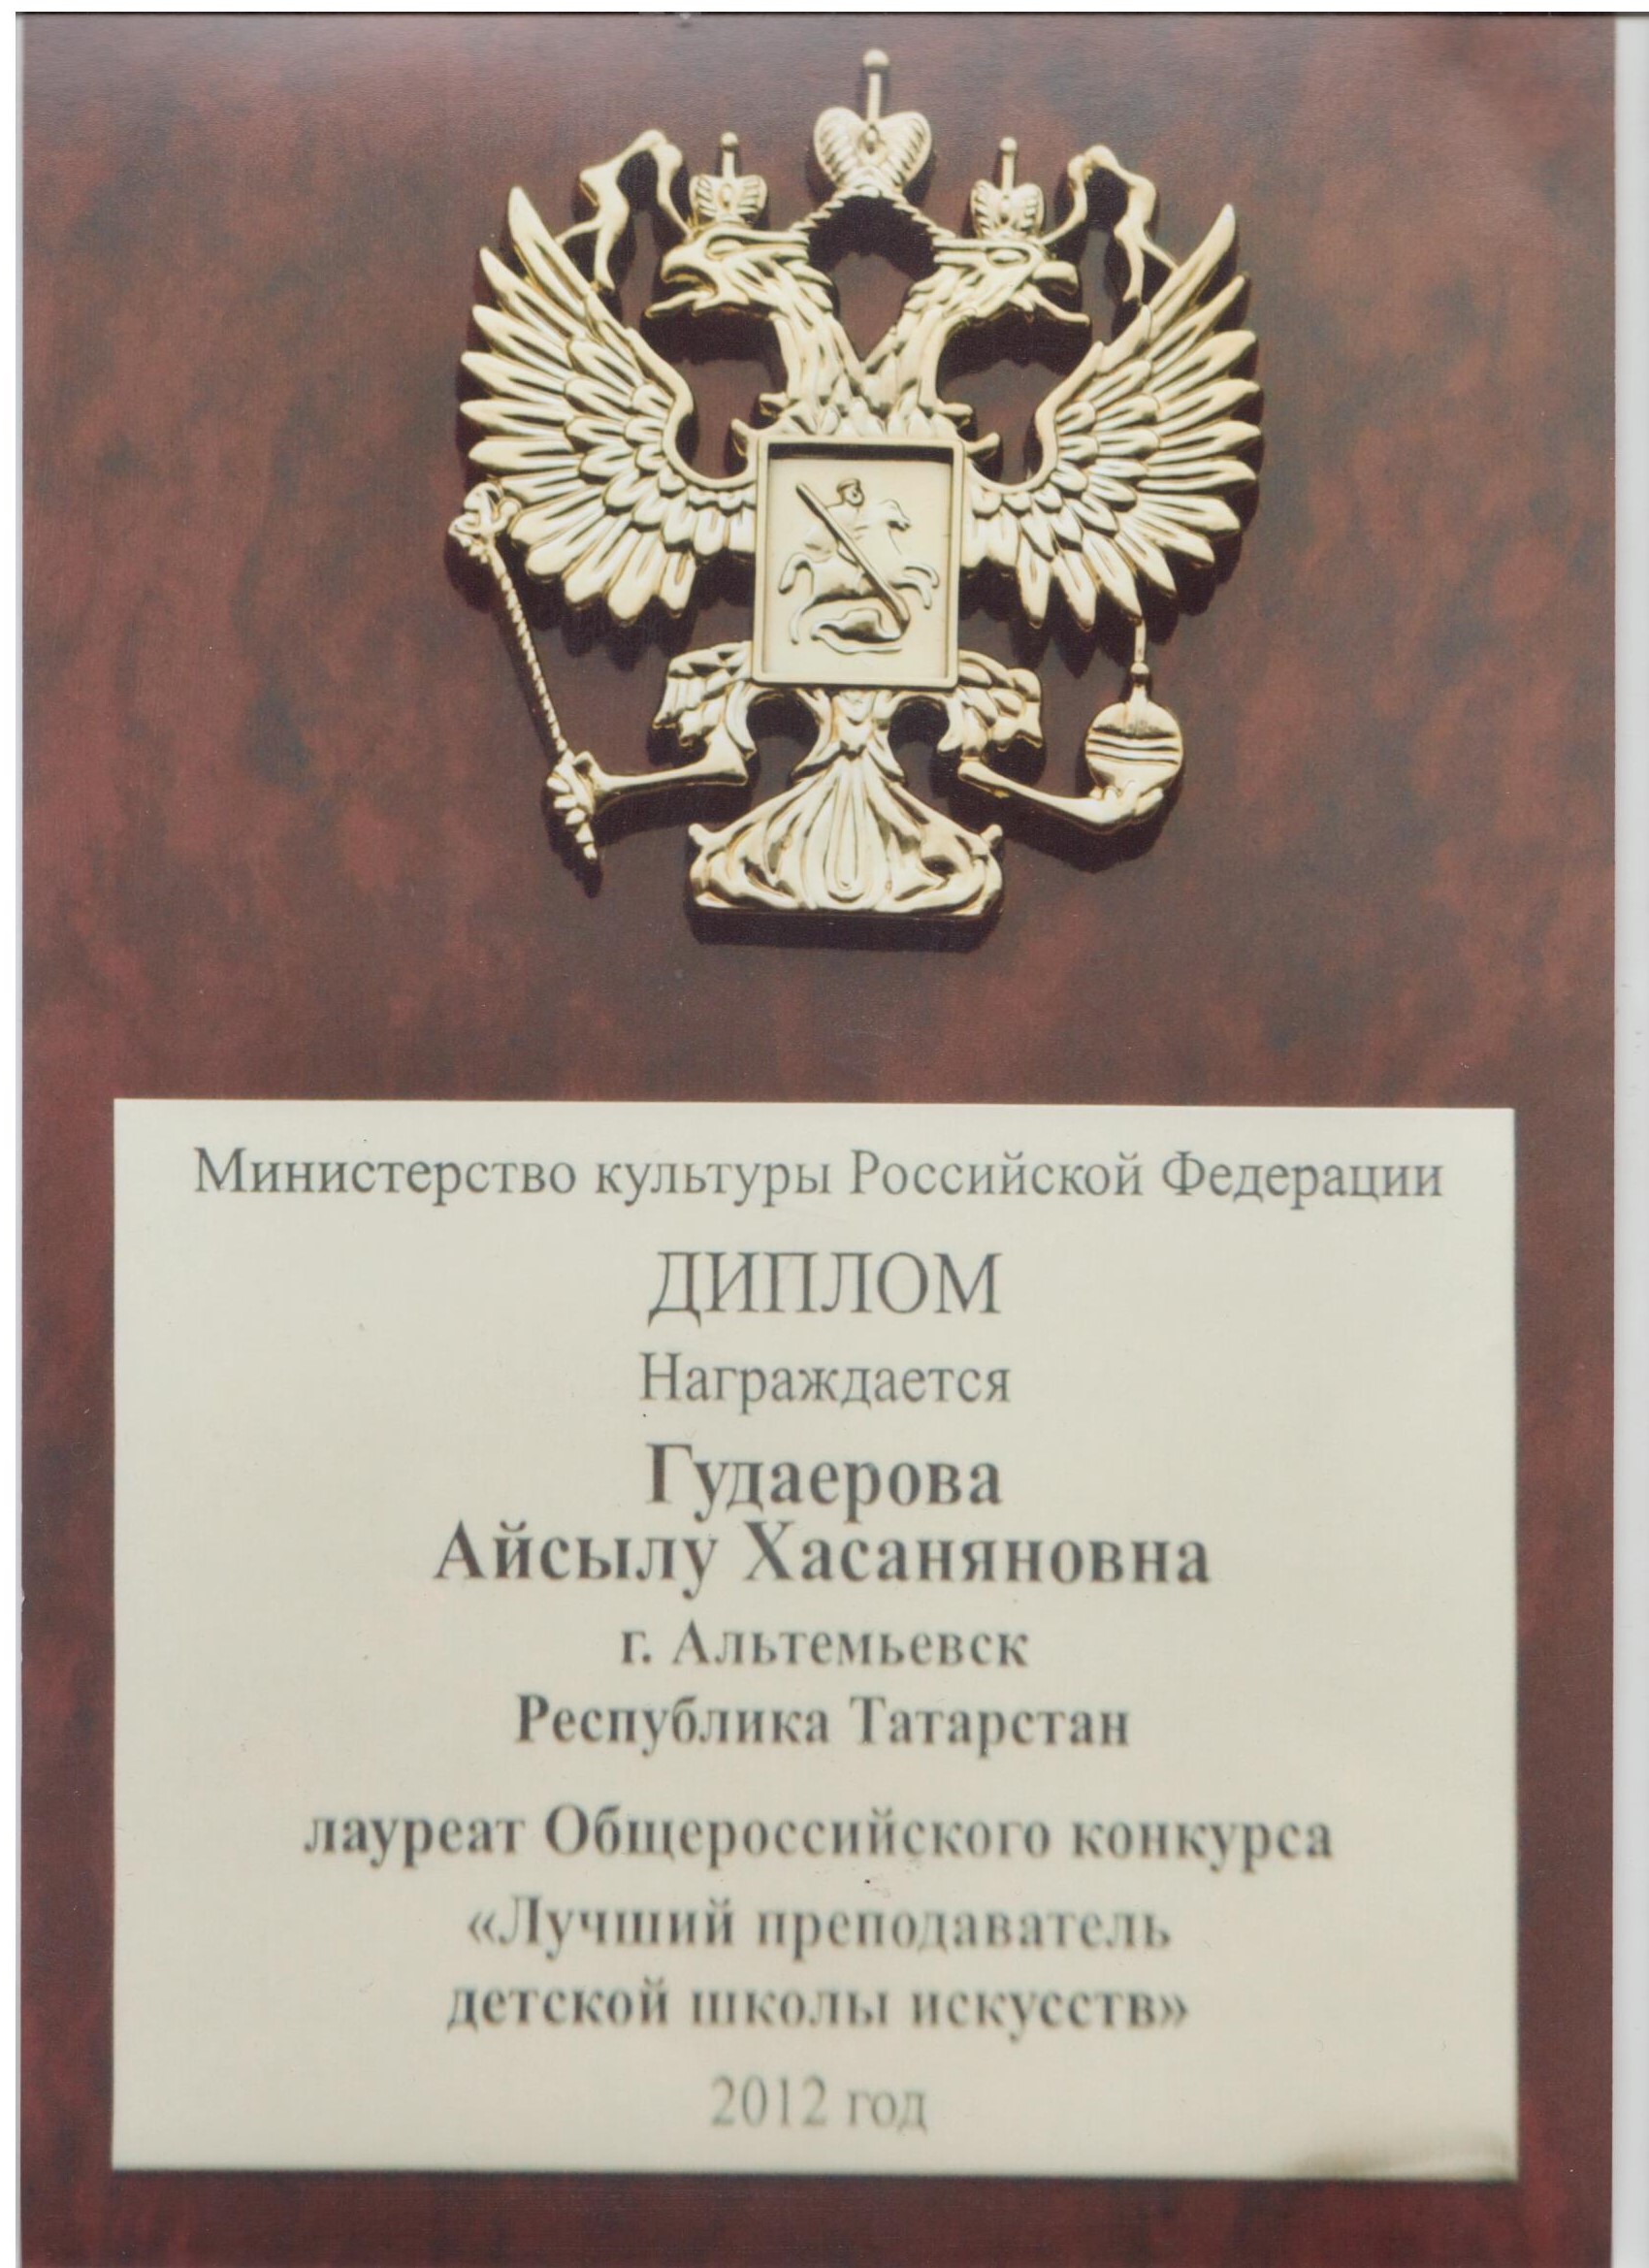 Министерство культуры Российской Федерации
ДИПЛОМ
Награждается
Гудаерова
Айсылу Хасаняновна
г. Альтемьевск
Республика Татарстан
лауреат Общероссийского конкурса
«Лучший преподаватель
детской школы искусств»
2012 год